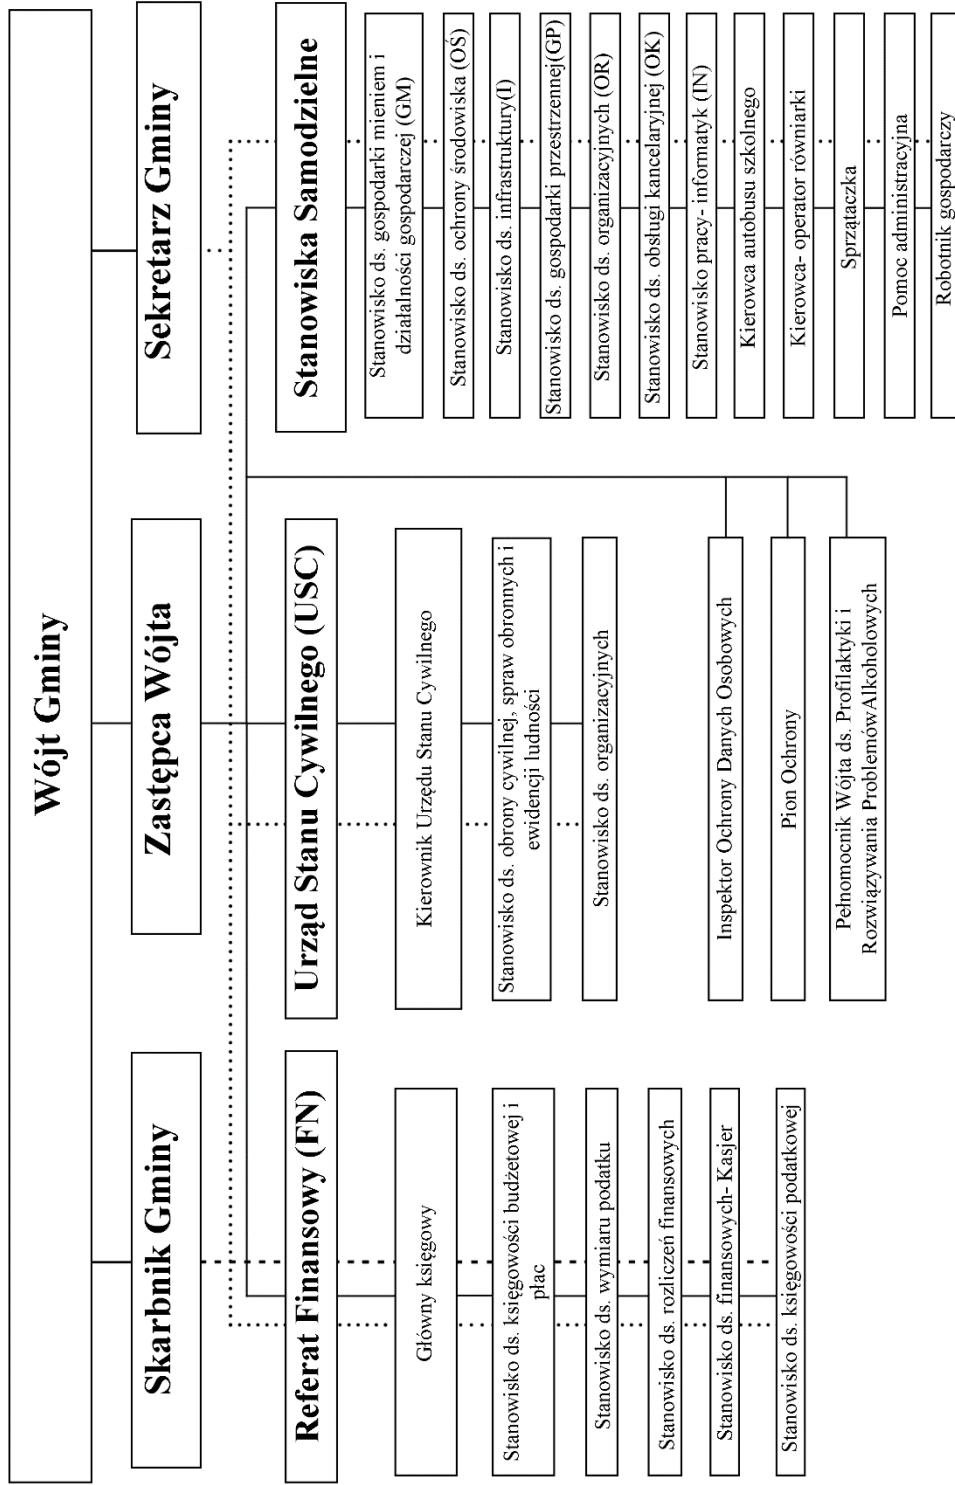 Wójt Gminy
Skarbnik Gminy
Zastępca Wójta
Sekretarz Gminy
Referat Finansowy (FN)
Główny księgowy
Stanowisko ds. księgowości budżetowej i
płac
Stanowisko ds. wymiaru podatku
Stanowisko ds. rozliczeń finansowych
Stanowisko ds. finansowych- Kasjer
Stanowisko ds. księgowości podatkowej
Urząd Stanu Cywilnego (USC)
Kierownik Urzędu Stanu Cywilnego
Stanowisko ds. obrony cywilnej, spraw obronnych i
ewidencji ludności
Stanowisko ds. organizacyjnych
Inspektor Ochrony Danych Osobowych
Pion Ochrony
Pełnomocnik Wójta ds. Profilaktyki i
Rozwiązywania ProblemówAlkoholowych
Stanowiska Samodzielne
Stanowisko ds. gospodarki mieniem i
działalności gospodarczej (GM)
Stanowisko ds. ochrony środowiska (OŚ)
Stanowisko ds. infrastruktury(I)
Stanowisko ds. gospodarki przestrzennej(GP)
Stanowisko ds. organizacyjnych (OR)
Stanowisko ds. obsługi kancelaryjnej (OK)
Stanowisko pracy- informatyk (IN)
Kierowca autobusu szkolnego
Kierowca- operator równiarki
Sprzątaczka
Pomoc administracyjna
Robotnik gospodarczy